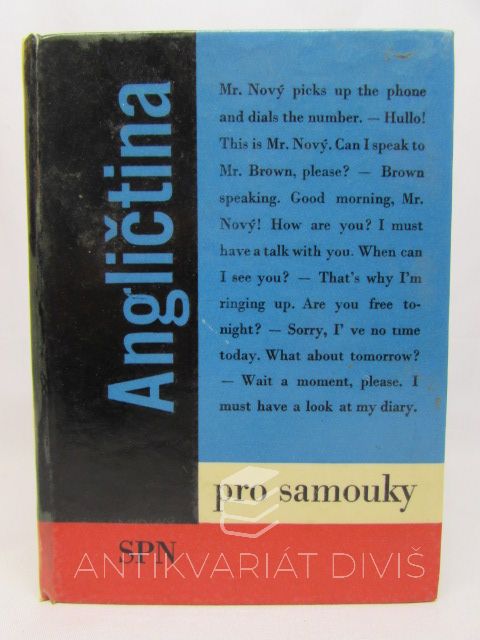 Angličtina
Mr. Nový picks up the phone
and dials the number. — Hullo!
This is Mr. Nový. Can I speak to
Mr. Brown, please? — Brown
speaking. Good morning, Mr.
Nový! How are you? I must
have a talk with you. When can
I see you? — That's why I'm
ringing up. Are you free to-
night? — Sorry, I' ve no time
today. What about tomorrow?
— Wait a moment, please. I
must have a look at my diary.
pro samouky
SPN
ANTIKVARIÁT DIVIŠ